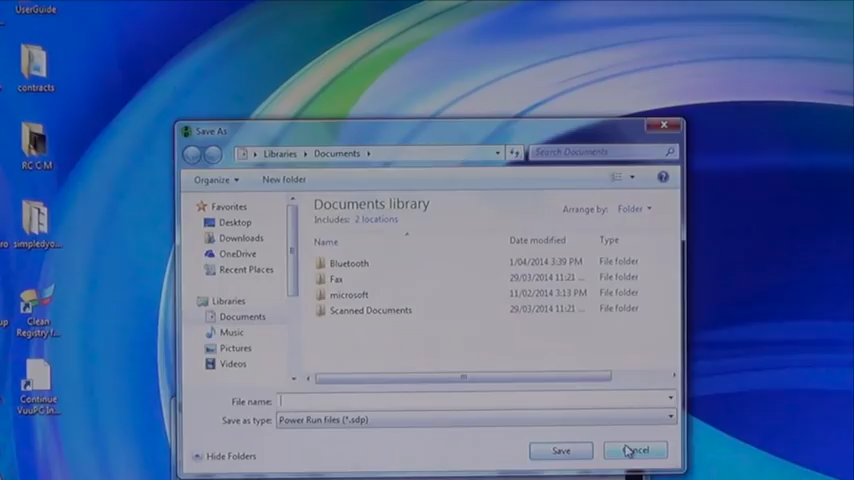 UserGuide
contracts
RC C.M.
simpledyo...
Clean
Registry f...
Continue
VuuPC In...
Save As
Libraries
Documents
Search Documents
Organize
New folder
Favorites
Desktop
Downloads
OneDrive
Recent Places
Libraries
Documents
Music
Pictures
Videos
Documents library
Includes: 2 locations
Arrange by: Folder
Name
Date modified
Type
Bluetooth 1/04/2014 3:39 PM File folder
Fax 29/03/2014 11:21 ... File folder
microsoft 11/02/2014 3:13 PM File folder
Scanned Documents 29/03/2014 11:21 ... File folder
File name:
Save as type: Power Run files (*.sdp)
Hide Folders
Save